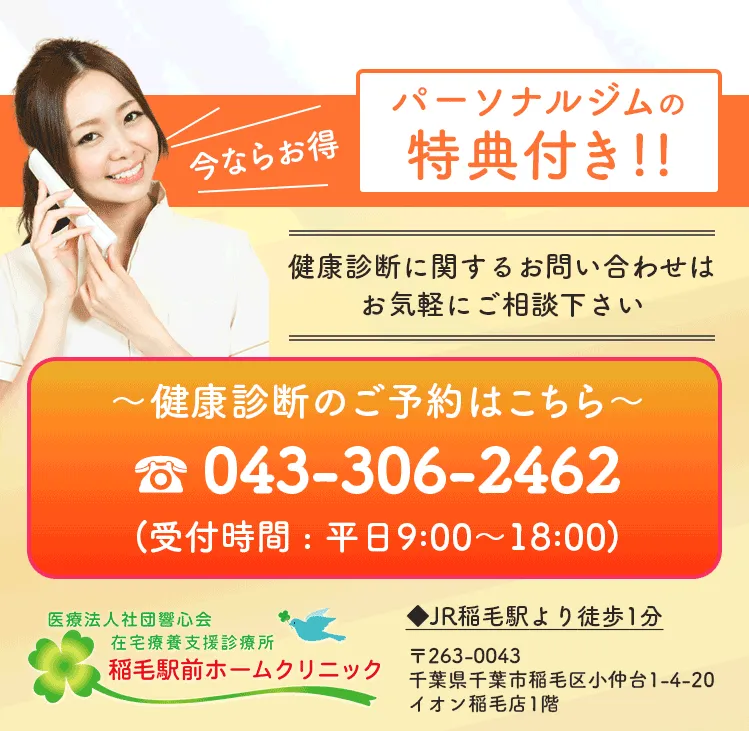 今ならお得
パーソナルジムの
特典付き!!
健康診断に関するお問い合わせは
お気軽にご相談下さい
～健康診断のご予約はこちら～
☎ 043-306-2462
（受付時間：平日9:00～18:00）
医療法人社団響心会
在宅療養支援診療所
稲毛駅前ホームクリニック
◆JR稲毛駅より徒歩1分
〒263-0043
千葉県千葉市稲毛区小仲台1-4-20
イオン稲毛店1階